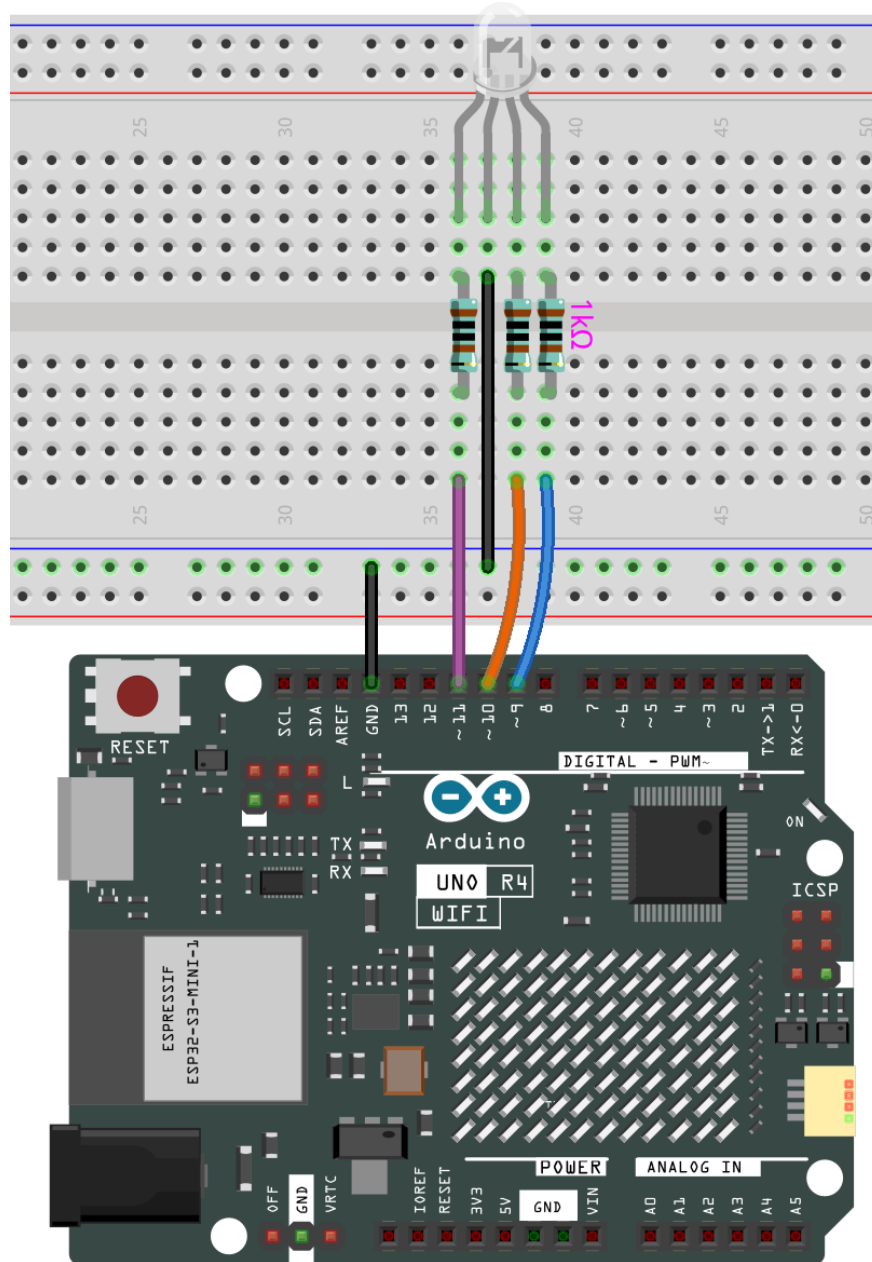 25 30 35 40 45 50
1kΩ
25 30 35 40 45 50
RESET
SCL
SDA
AREF
GND
13
12
~11
~10
~9
8
7
~6
~5
4
~3
2
TX->1
RX<-0
DIGITAL - PWM~
L
TX
RX
Arduino
UNO R4
WIFI
ON
ICSP
ESPRESSIF
ESP32-S3-MINI-1
OFF
GND
VRTC
IOREF
RESET
3V3
5V
GND
VIN
POWER
ANALOG IN
A0
A1
A2
A3
A4
A5